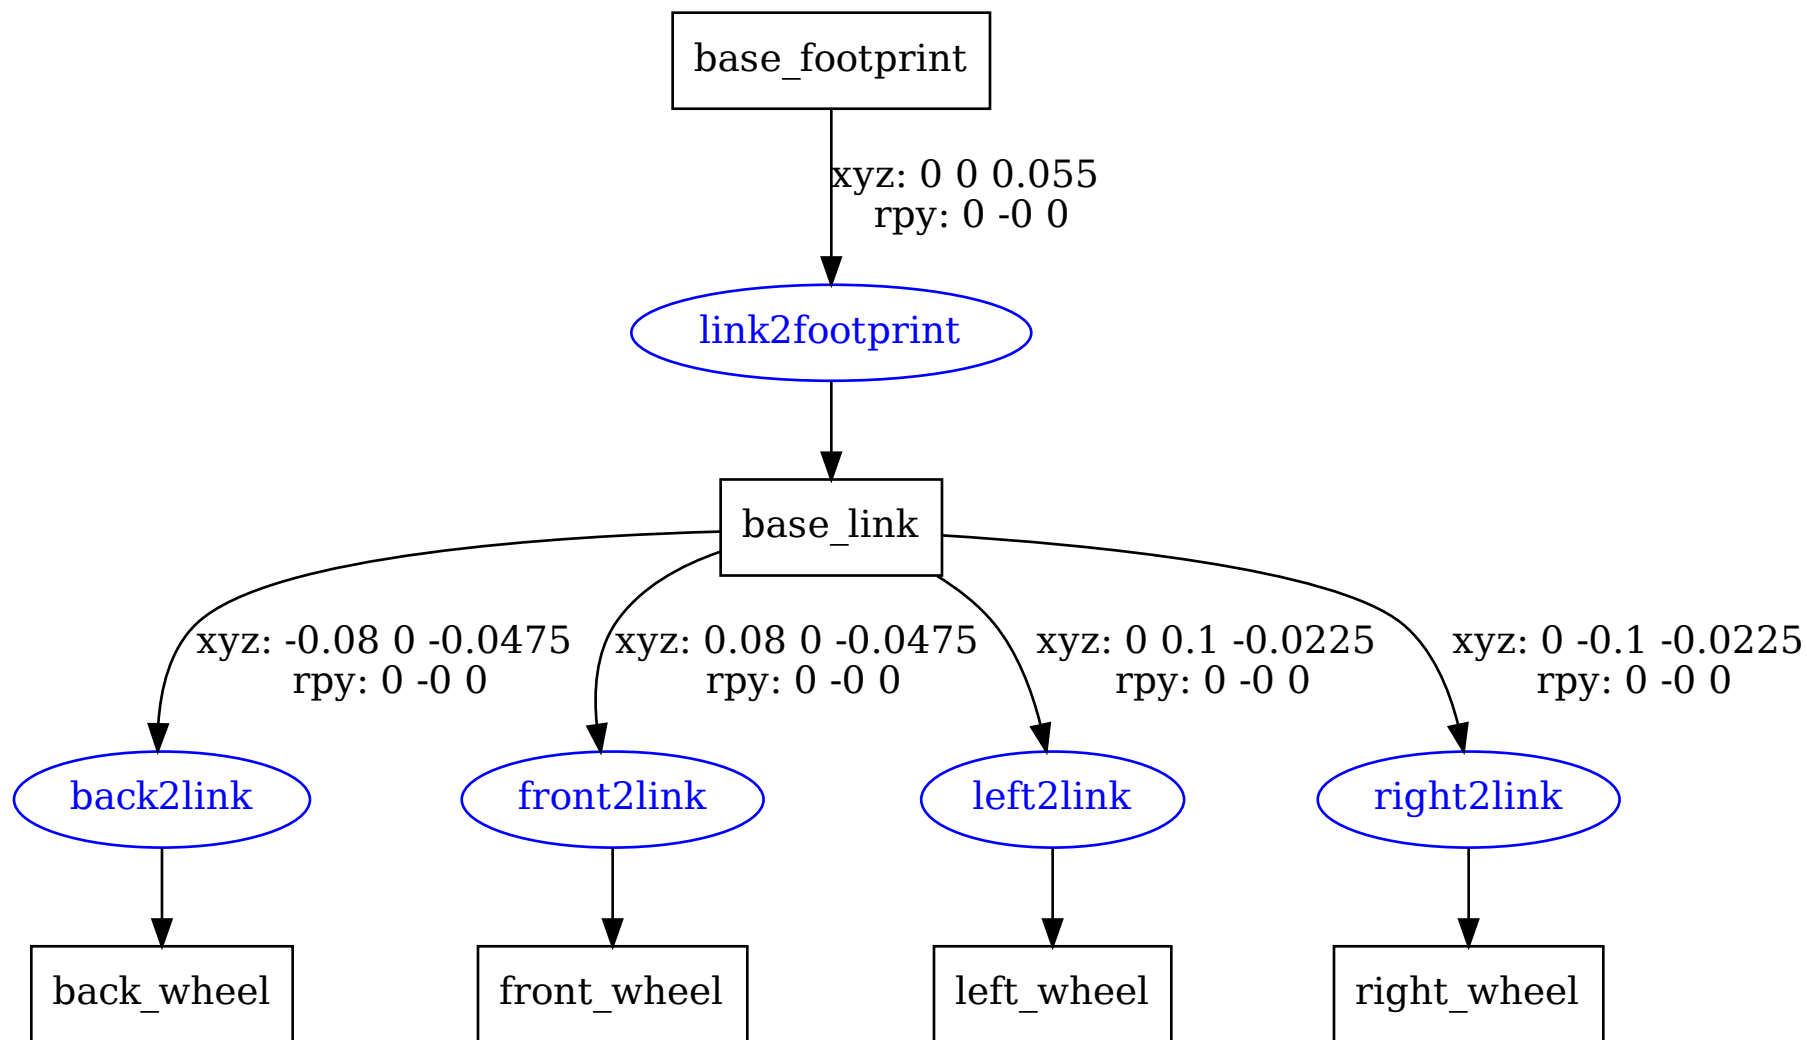 base_footprint
xyz: 0 0 0.055
rpy: 0 -0 0
link2footprint
base_link
xyz: -0.08 0 -0.0475
rpy: 0 -0 0
xyz: 0.08 0 -0.0475
rpy: 0 -0 0
xyz: 0 0.1 -0.0225
rpy: 0 -0 0
xyz: 0 -0.1 -0.0225
rpy: 0 -0 0
back2link
front2link
left2link
right2link
back_wheel
front_wheel
left_wheel
right_wheel